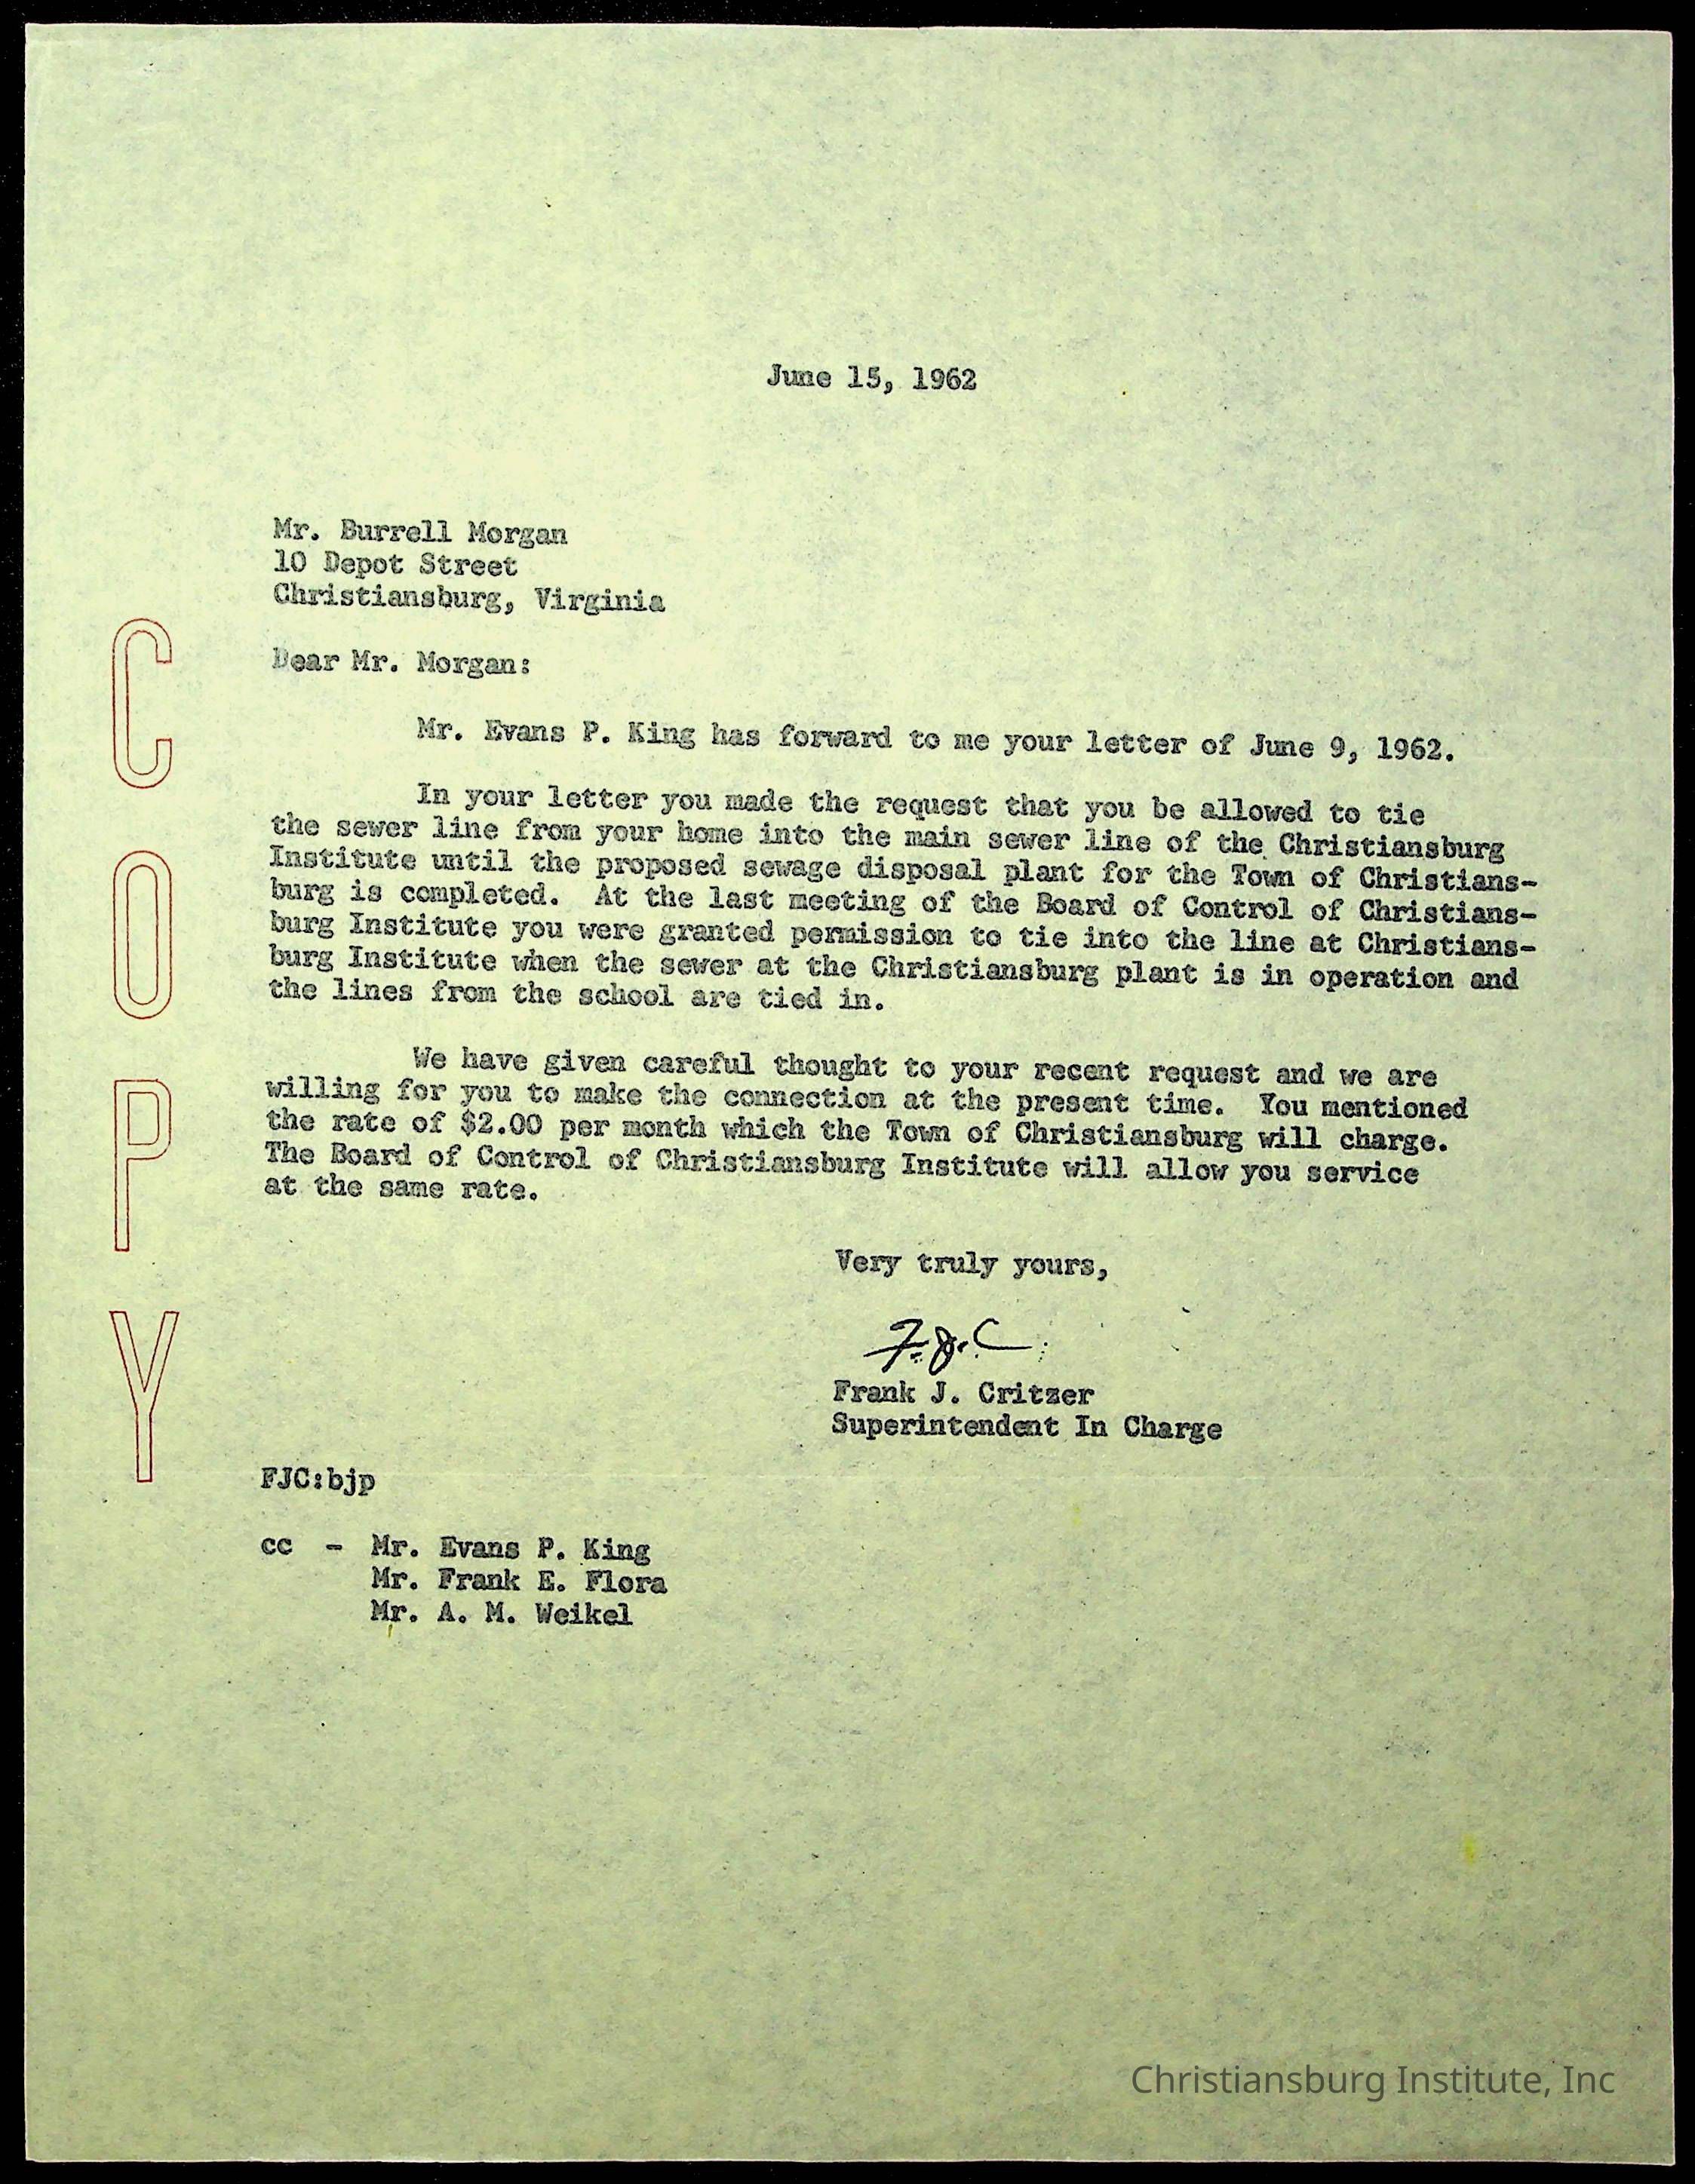 June 15, 1962
Mr. Burrell Morgan
10 Depot Street
Christiansburg, Virginia
Dear Mr. Morgan:
Mr. Evans P. King has forward to me your letter of June 9, 1962.
In your letter you made the request that you be allowed to tie
the sewer line from your home into the main sewer line of the Christiansburg
Institute until the proposed sewage disposal plant for the Town of Christians-
burg is completed. At the last meeting of the Board of Control of Christians-
burg Institute you were granted permission to tie into the line at Christians-
burg Institute when the sewer at the Christiansburg plant is in operation and
the lines from the school are tied in.
We have given careful thought to your recent request and we are
willing for you to make the connection at the present time. You mentioned
the rate of $2.00 per month which the Town of Christiansburg will charge.
The Board of Control of Christiansburg Institute will allow you service
at the same rate.
Very truly yours,
F.J.C.
Frank J. Critzer
Superintendent In Charge
FJC:bjp
cc - Mr. Evans P. King
Mr. Frank E. Flora
Mr. A. M. Weikel
COPY
Christiansburg Institute, Inc